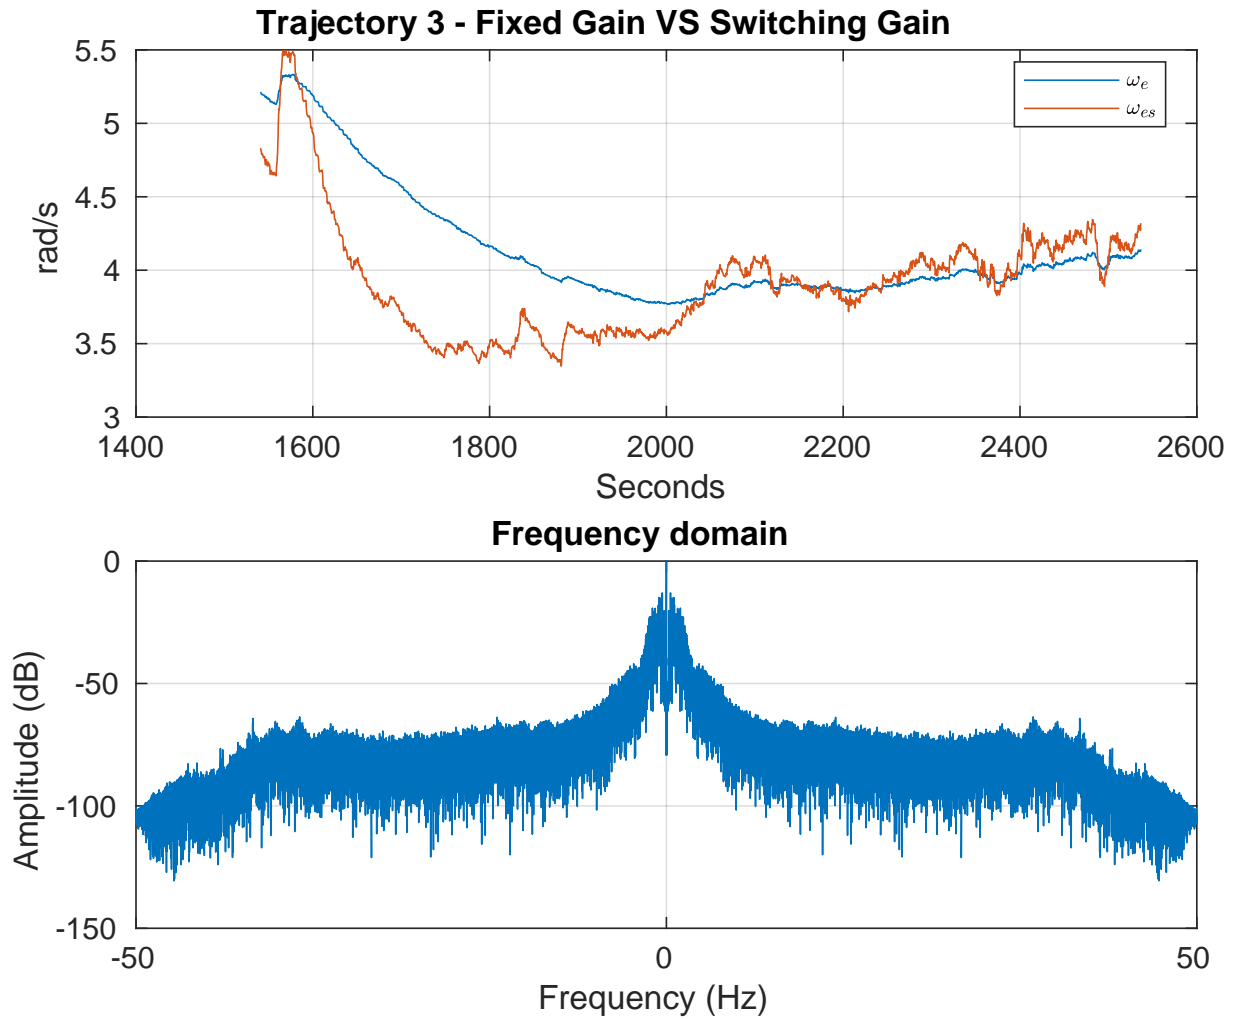 Trajectory 3 - Fixed Gain VS Switching Gain
5.5
5
4.5
4
3.5
3
rad/s
ω_e
ω_es
1400 1600 1800 2000 2200 2400 2600
Seconds
Frequency domain
0
-50
-100
-150
Amplitude (dB)
-50 0 50
Frequency (Hz)